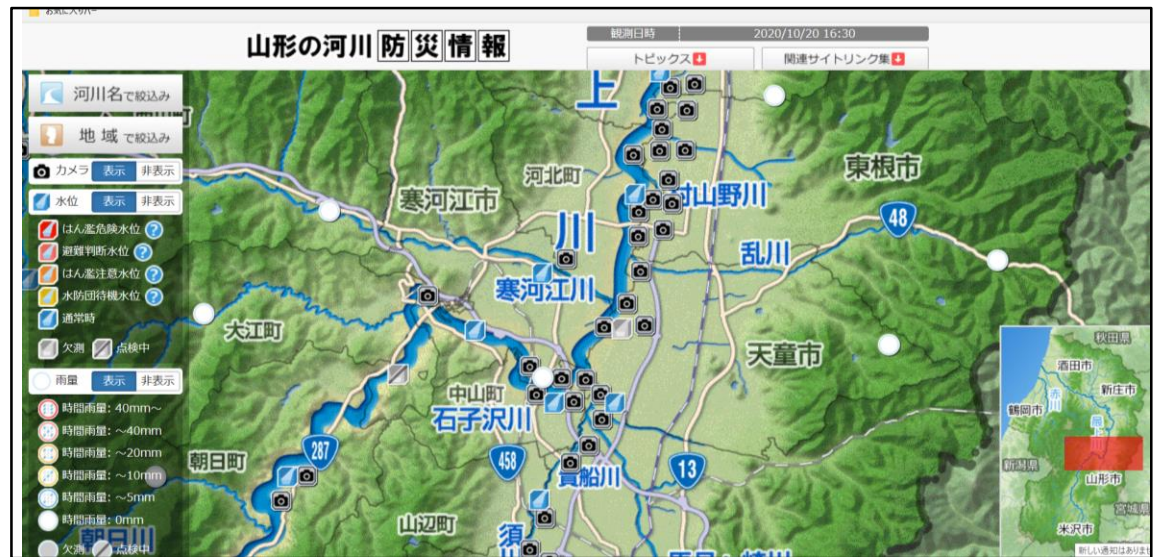 お気に入りバー
山形の河川防災情報
観測日時 2020/10/20 16:30
トピックス
関連サイトリンク集
河川名で絞込み
地域で絞込み
カメラ 表示 非表示
水位 表示 非表示
はん濫危険水位 ?
避難判断水位 ?
はん濫注意水位 ?
水防団待機水位 ?
通常時
欠測 点検中
雨量 表示 非表示
時間雨量: 40mm～
時間雨量: ～40mm
時間雨量: ～20mm
時間雨量: ～10mm
時間雨量: ～5mm
時間雨量: 0mm
欠測 点検中
上
河北町
東根市
寒河江市
村山野川
川
48
乱川
寒河江川
大江町
天童市
中山町
石子沢川
287
朝日町
458
13
貴船川
山辺町
須
朝日川
秋田県
酒田市
新庄市
鶴岡市
赤川
最上
新潟県
山形市
宮城県
米沢市
新しい通知はありませ